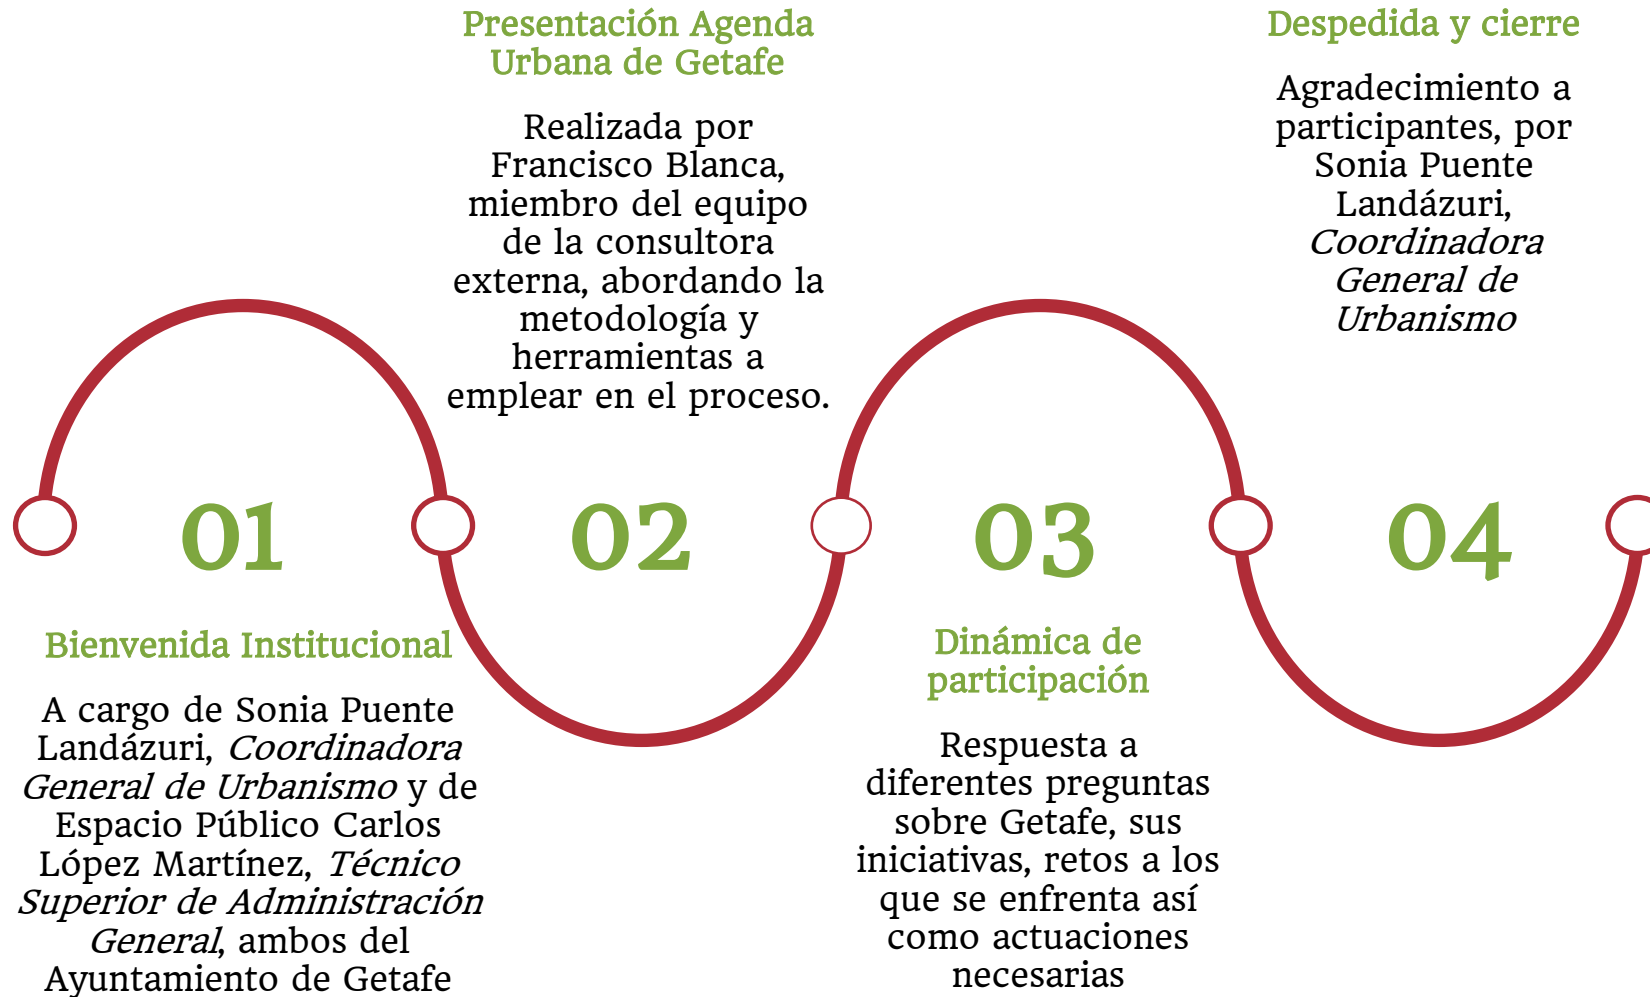 01
Bienvenida Institucional
A cargo de Sonia Puente
Landázuri, Coordinadora
General de Urbanismo y de
Espacio Público Carlos
López Martínez, Técnico
Superior de Administración
General, ambos del
Ayuntamiento de Getafe
Presentación Agenda
Urbana de Getafe
Realizada por
Francisco Blanca,
miembro del equipo
de la consultora
externa, abordando la
metodología y
herramientas a
emplear en el proceso.
02
03
Dinámica de
participación
Respuesta a
diferentes preguntas
sobre Getafe, sus
iniciativas, retos a los
que se enfrenta así
como actuaciones
necesarias
Despedida y cierre
Agradecimiento a
participantes, por
Sonia Puente
Landázuri,
Coordinadora
General de
Urbanismo
04